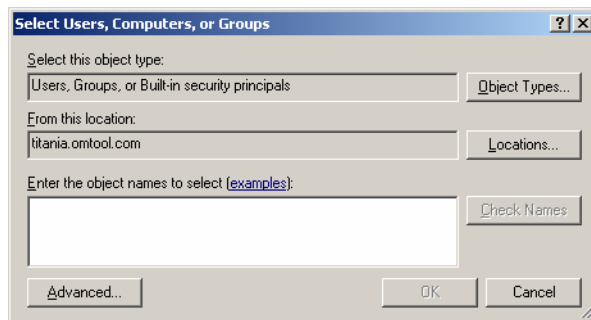 Select Users, Computers, or Groups
Select this object type:
Users, Groups, or Built-in security principals
Object Types...
From this location:
titania.omtool.com
Locations...
Enter the object names to select (examples):
Check Names
Advanced...
OK
Cancel